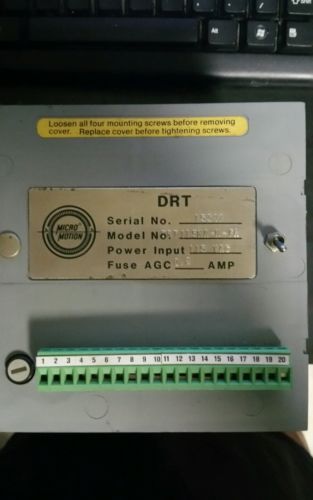 Alt
Loosen all four mounting screws before removing
cover. Replace cover before tightening screws.
DRT
Serial No.
MICRO
MOTION
Model No.
Power Input
Fuse AGC AMP
1 2 3 4 5 6 7 8 9 10 11 12 13 14 15 16 17 18 19 20